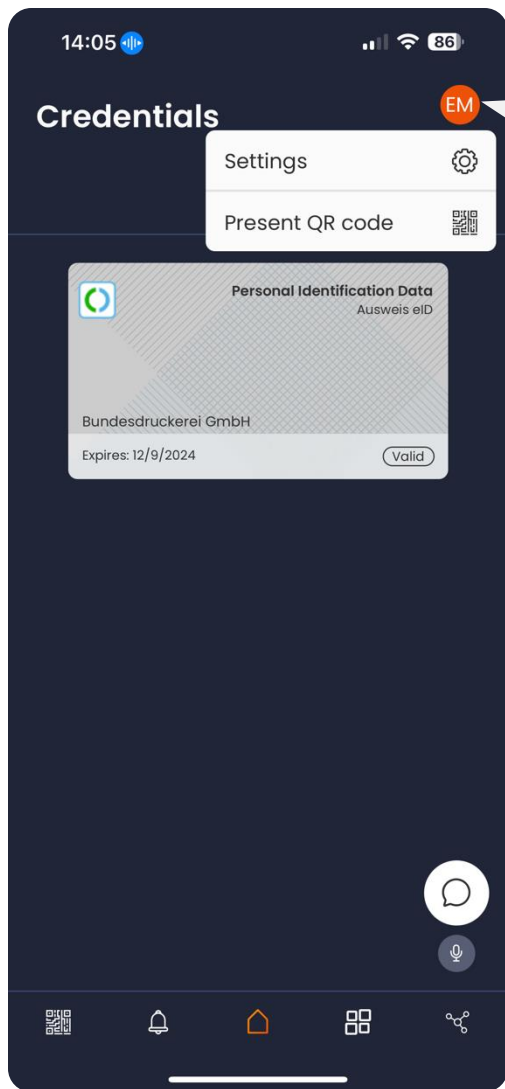 14:05
86
Credentials
EM
Settings
Present QR code
Personal Identification Data
Ausweis eID
Bundesdruckerei GmbH
Expires: 12/9/2024
Valid